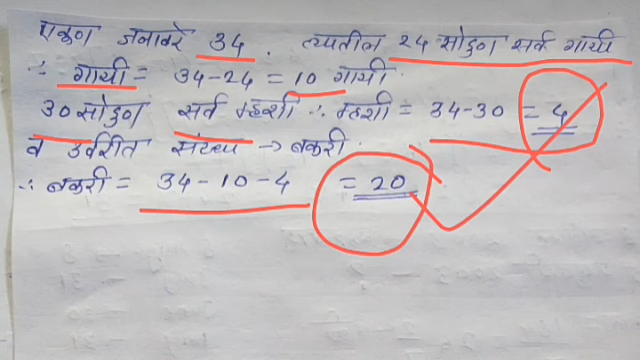 एकूण जनावरे 34. त्यातील 24 सोडून सर्व गायी
∴ गायी = 34-24 = 10 गायी.
30 सोडून सर्व म्हशी ∴ म्हशी = 34-30 = 4
व उर्वरीत संख्या → बकरी.
∴ बकरी = 34-10-4 = 20